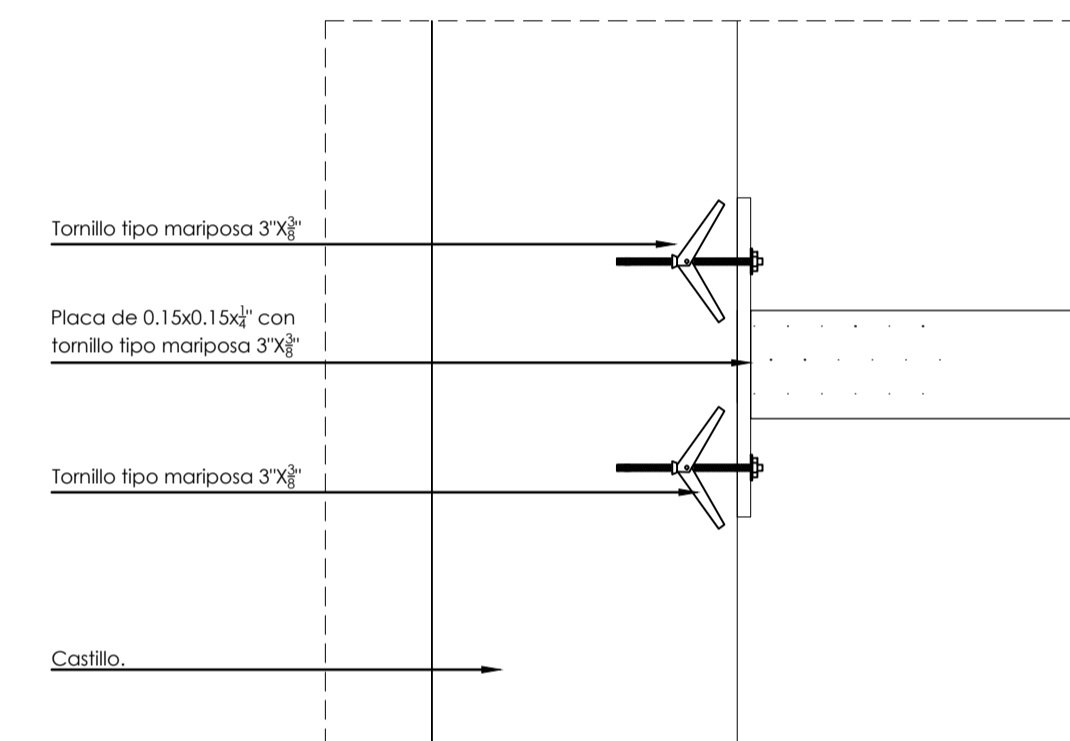 Tornillo tipo mariposa 3"X3/8"
Placa de 0.15x0.15x1/4" con
tornillo tipo mariposa 3"X3/8"
Tornillo tipo mariposa 3"X3/8"
Castillo.